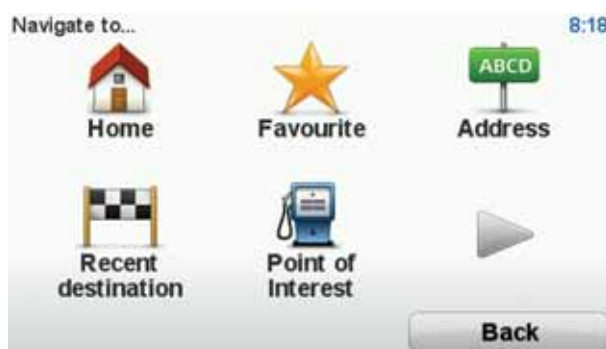 Navigate to...
8:18
ABCD
Home
Favourite
Address
Recent
destination
Point of
Interest
Back